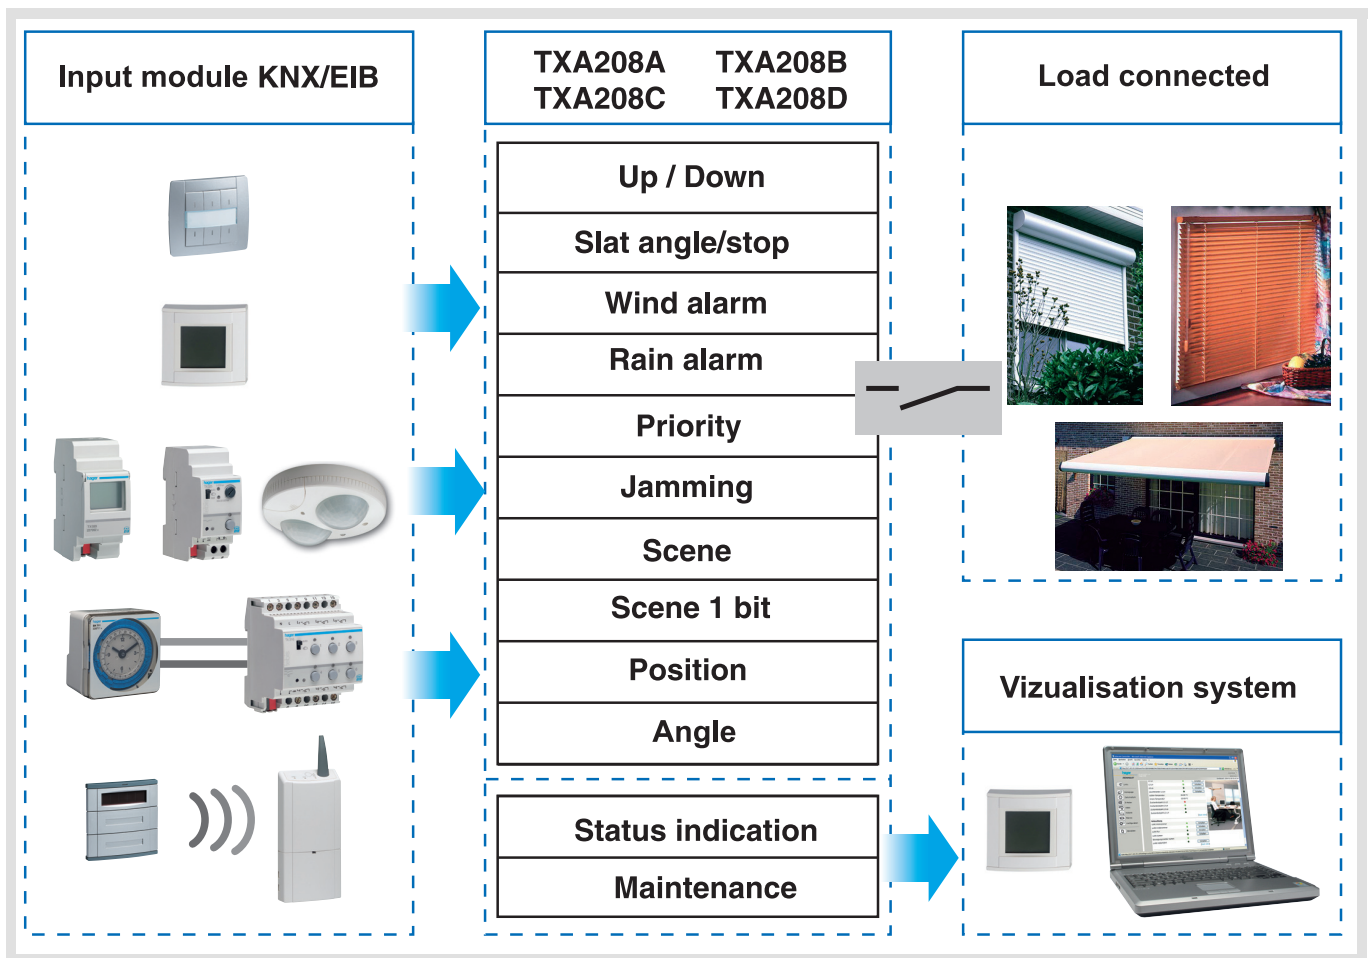 Input module KNX/EIB
TXA208A TXA208B
TXA208C TXA208D
Up / Down
Slat angle/stop
Wind alarm
Rain alarm
Priority
Jamming
Scene
Scene 1 bit
Position
Angle
Status indication
Maintenance
Load connected
Vizualisation system